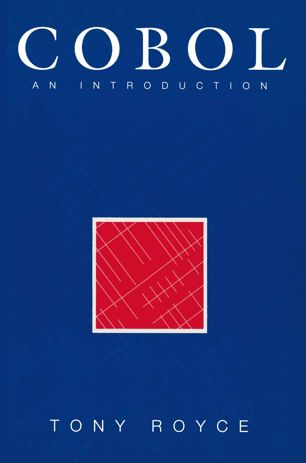 COBOL
AN INTRODUCTION
TONY ROYCE